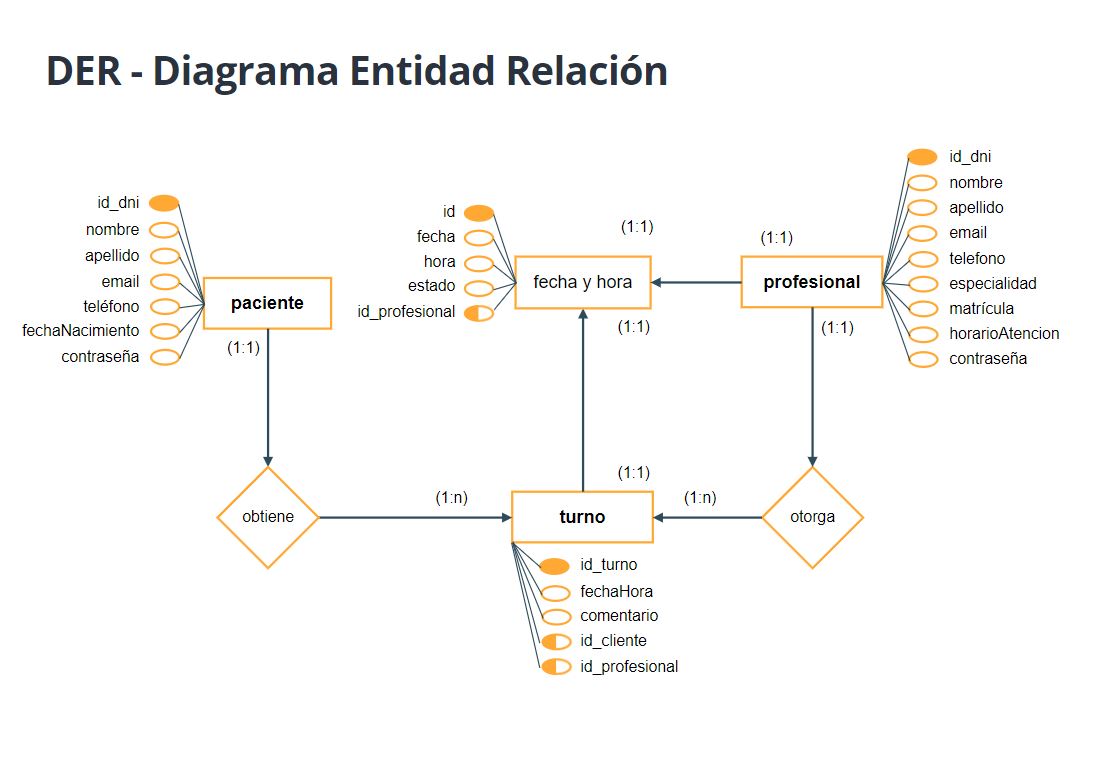 DER - Diagrama Entidad Relación
id_dni
nombre
apellido
email
teléfono
fechaNacimiento
contraseña
paciente
(1:1)
id
fecha
hora
estado
id_profesional
fecha y hora
(1:1)
(1:1)
(1:1)
profesional
(1:1)
id_dni
nombre
apellido
email
telefono
especialidad
matrícula
horarioAtencion
contraseña
obtiene
(1:n)
(1:1)
turno
(1:n)
otorga
id_turno
fechaHora
comentario
id_cliente
id_profesional